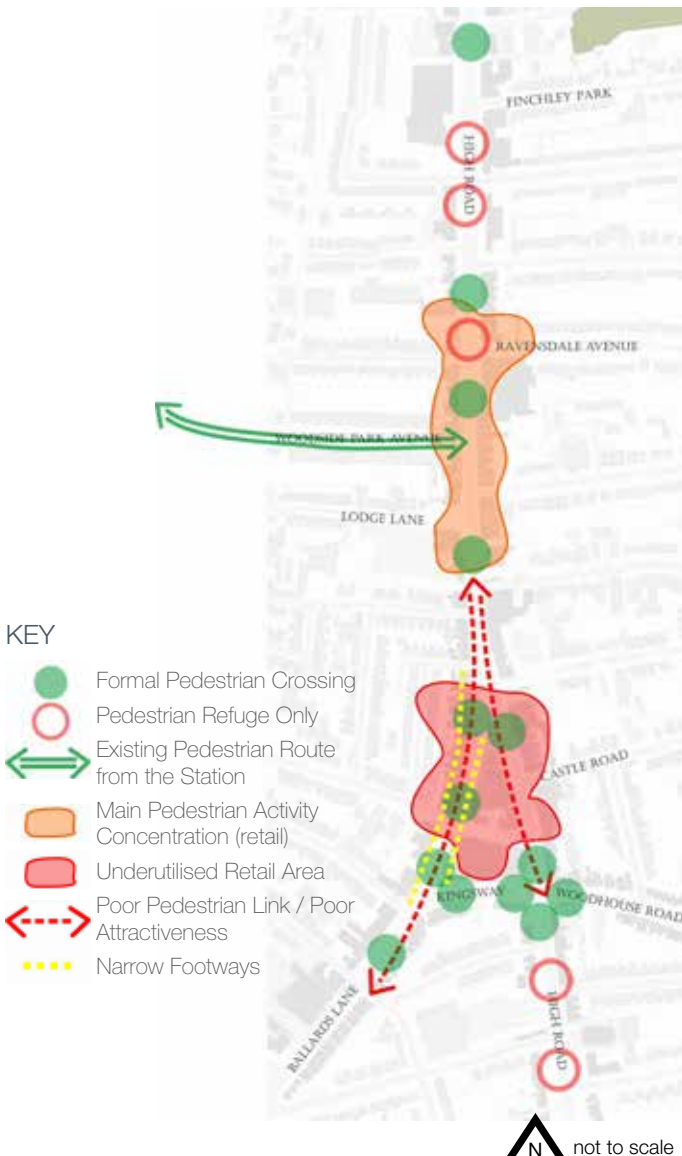 FINCHLEY PARK
HIGH ROAD
RAVENSDALE AVENUE
WOODSIDE PARK AVENUE
LODGE LANE
KEY
Formal Pedestrian Crossing
Pedestrian Refuge Only
Existing Pedestrian Route
from the Station
Main Pedestrian Activity
Concentration (retail)
Underutilised Retail Area
Poor Pedestrian Link / Poor
Attractiveness
Narrow Footways
CASTLE ROAD
KINGSWAY
WOODHOUSE ROAD
BALLARDS LANE
HIGH ROAD
N
not to scale